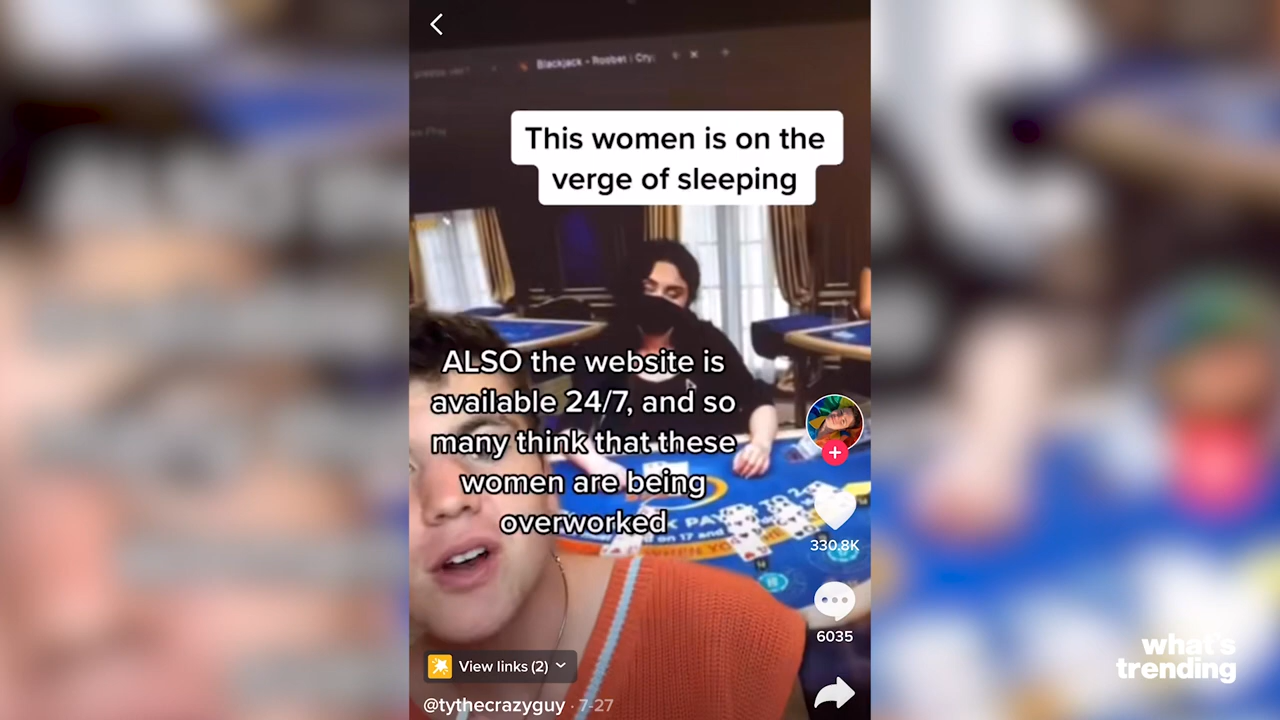 Blackjack - Roobet | Cry
This women is on the
verge of sleeping
ALSO the website is
available 24/7, and so
many think that these
women are being
overworked
330.8K
6035
View links (2)
@tythecrazyguy · 7-27
what's
trending